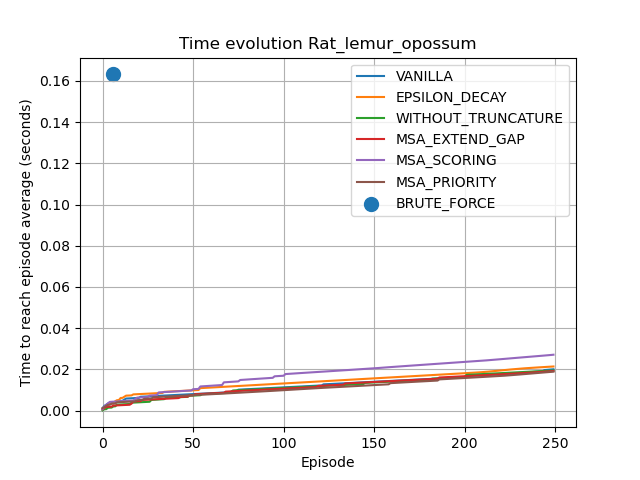 Time evolution Rat_lemur_opossum
Time to reach episode average (seconds)
0.16
0.14
0.12
0.10
0.08
0.06
0.04
0.02
0.00
VANILLA
EPSILON_DECAY
WITHOUT_TRUNCATURE
MSA_EXTEND_GAP
MSA_SCORING
MSA_PRIORITY
BRUTE_FORCE
0 50 100 150 200 250
Episode